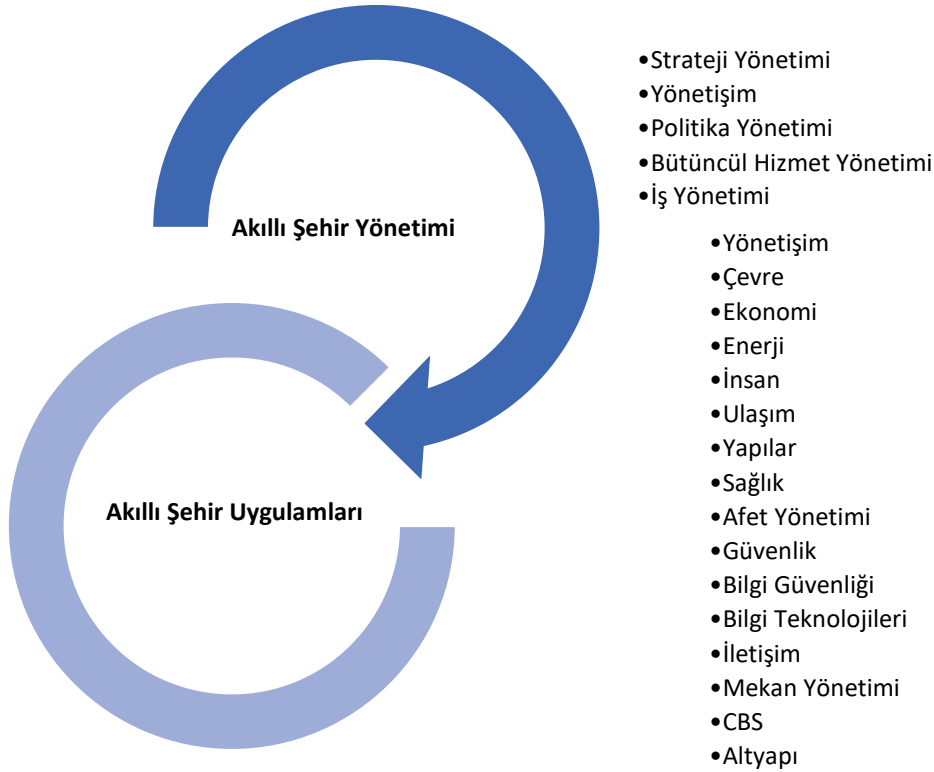 •Strateji Yönetimi
•Yönetişim
•Politika Yönetimi
•Bütüncül Hizmet Yönetimi
•İş Yönetimi
Akıllı Şehir Yönetimi
•Yönetişim
•Çevre
•Ekonomi
•Enerji
•İnsan
•Ulaşım
•Yapılar
•Sağlık
•Afet Yönetimi
•Güvenlik
•Bilgi Güvenliği
•Bilgi Teknolojileri
•İletişim
•Mekan Yönetimi
•CBS
•Altyapı
Akıllı Şehir Uygulamları